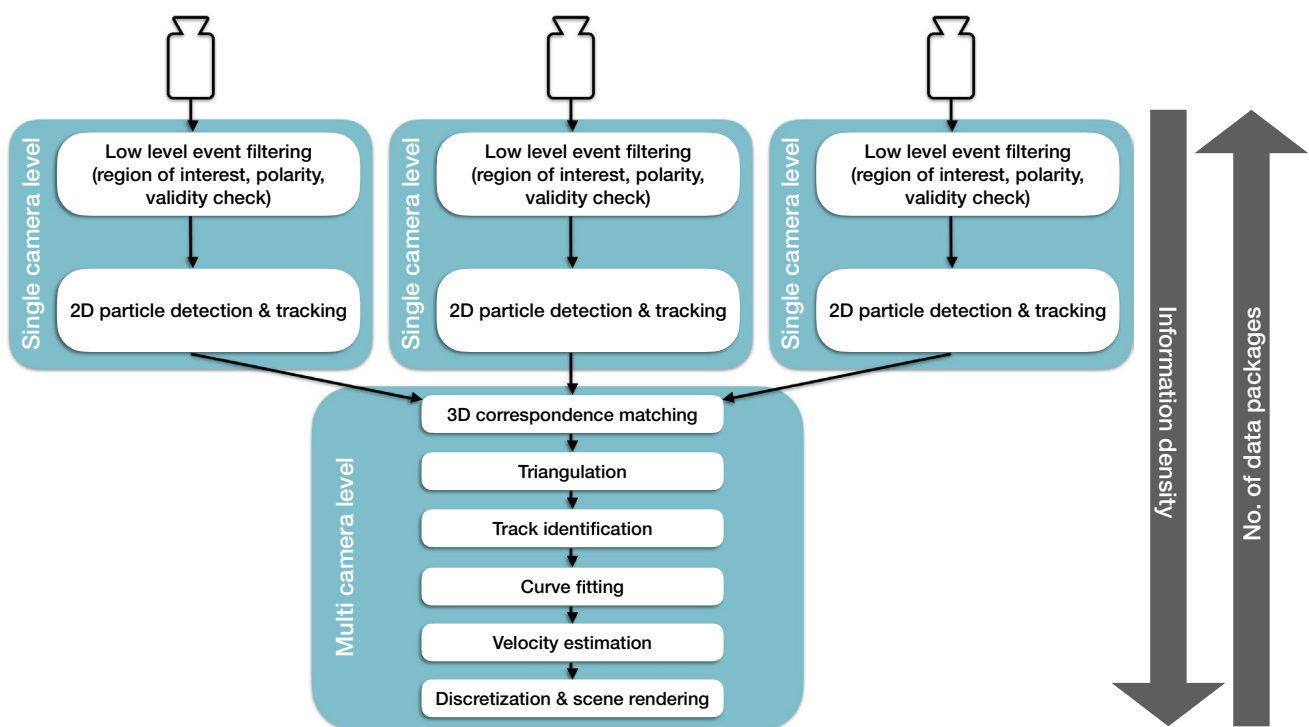 Single camera level
Low level event filtering
(region of interest, polarity,
validity check)
2D particle detection & tracking
Single camera level
Low level event filtering
(region of interest, polarity,
validity check)
2D particle detection & tracking
Single camera level
Low level event filtering
(region of interest, polarity,
validity check)
2D particle detection & tracking
Multi camera level
3D correspondence matching
Triangulation
Track identification
Curve fitting
Velocity estimation
Discretization & scene rendering
Information density
No. of data packages